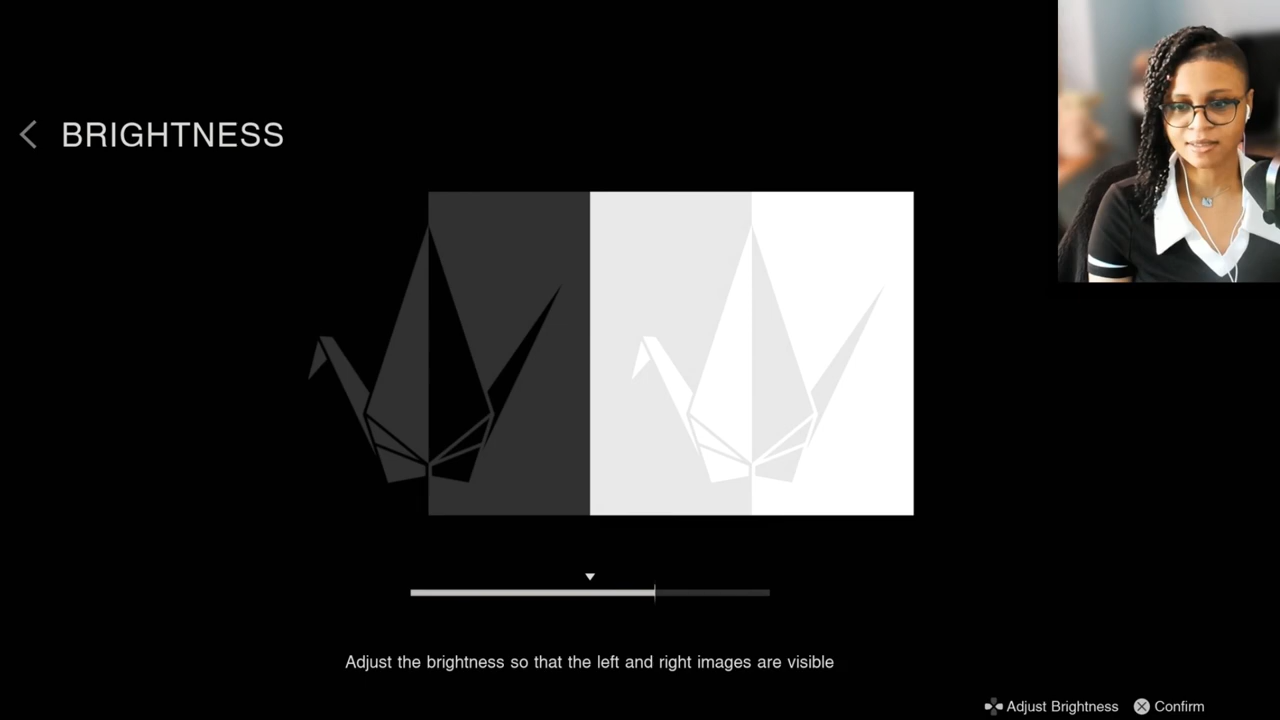 BRIGHTNESS
Adjust the brightness so that the left and right images are visible
Adjust Brightness
Confirm